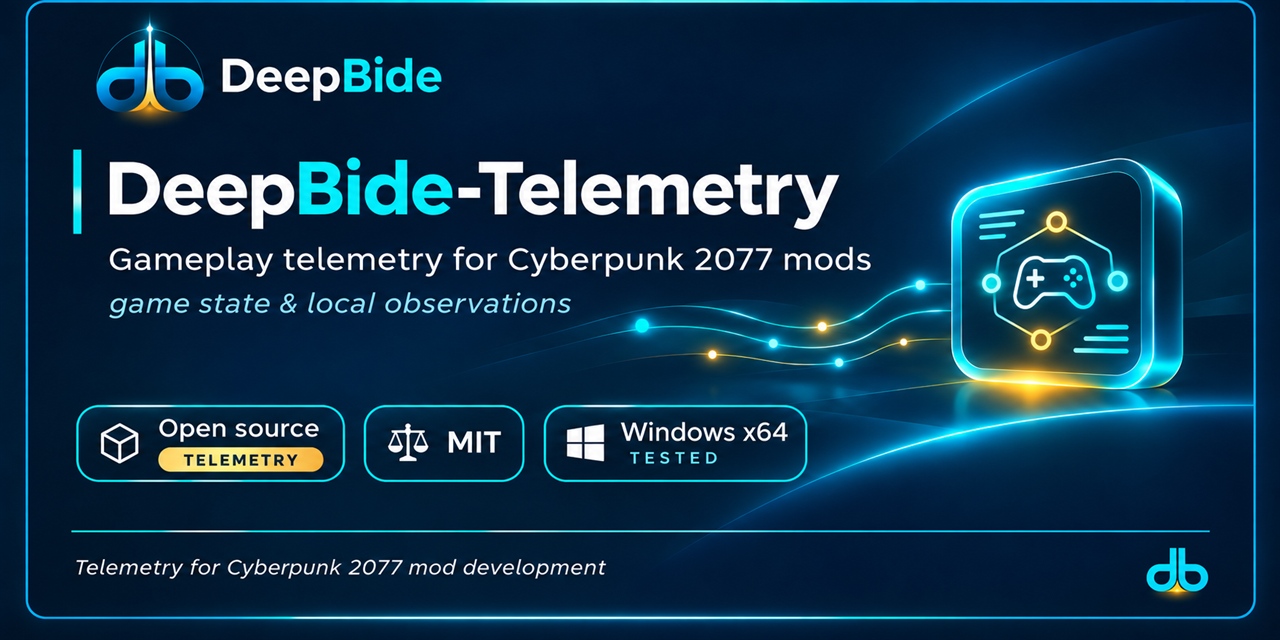 DeepBide
DeepBide-Telemetry
Gameplay telemetry for Cyberpunk 2077 mods
game state & local observations
Open source
TELEMETRY
MIT
Windows x64
TESTED
Telemetry for Cyberpunk 2077 mod development
db